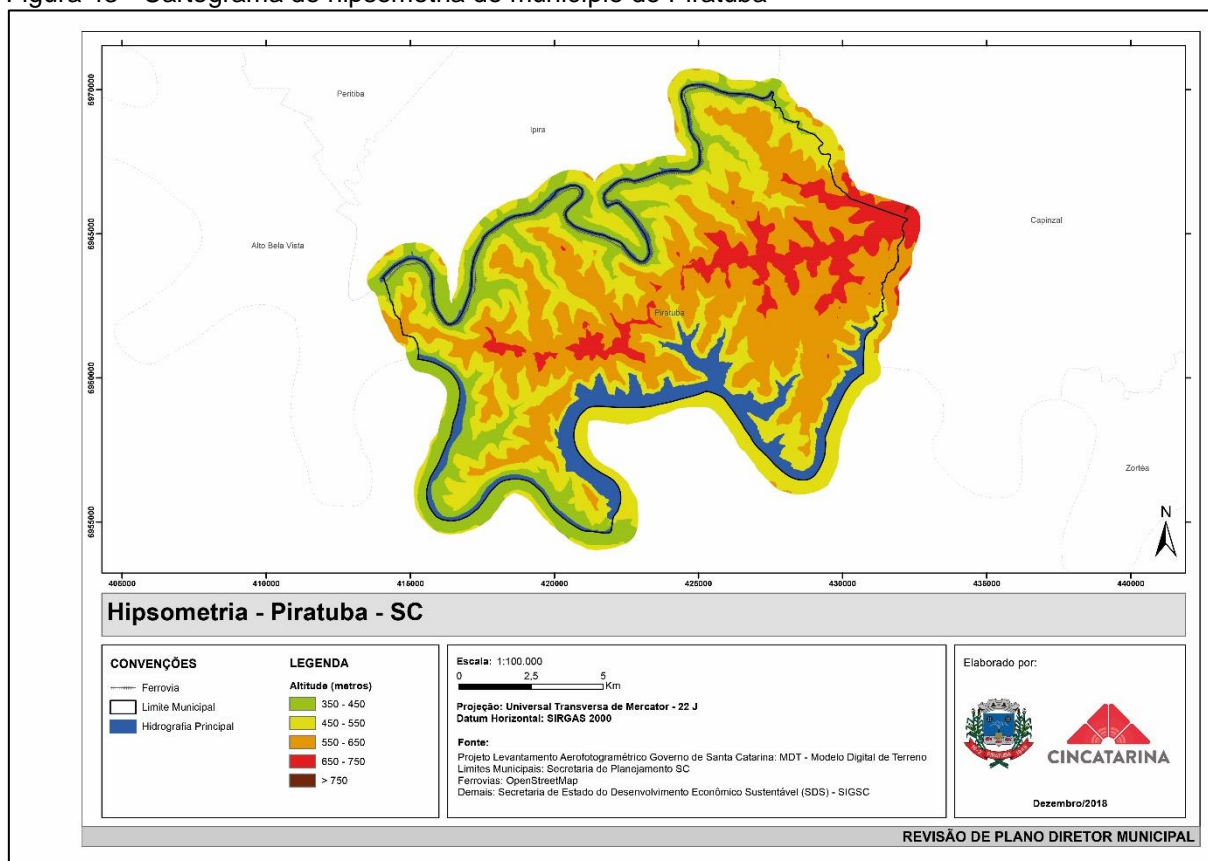 Figura 43 - Cartograma de hipsometria do município de Piratuba
6970000
6965000
6960000
6955000
Peritiba
Ipira
Alto Bela Vista
Capinzal
Piratuba
Zortéa
N
405000
410000
415000
420000
425000
430000
435000
440000
Hipsometria - Piratuba - SC
CONVENÇÕES
Ferrovia
Limite Municipal
Hidrografia Principal
LEGENDA
Altitude (metros)
350 - 450
450 - 550
550 - 650
650 - 750
> 750
Escala: 1:100.000
0 2,5 5
Km
Projeção: Universal Transversa de Mercator - 22 J
Datum Horizontal: SIRGAS 2000
Fonte:
Projeto Levantamento Aerofotogramétrico Governo de Santa Catarina: MDT - Modelo Digital de Terreno
Limites Municipais: Secretaria de Planejamento SC
Ferrovias: OpenStreetMap
Demais: Secretaria de Estado do Desenvolvimento Econômico Sustentável (SDS) - SIGSC
Elaborado por:
CINCATARINA
Dezembro/2018
REVISÃO DE PLANO DIRETOR MUNICIPAL